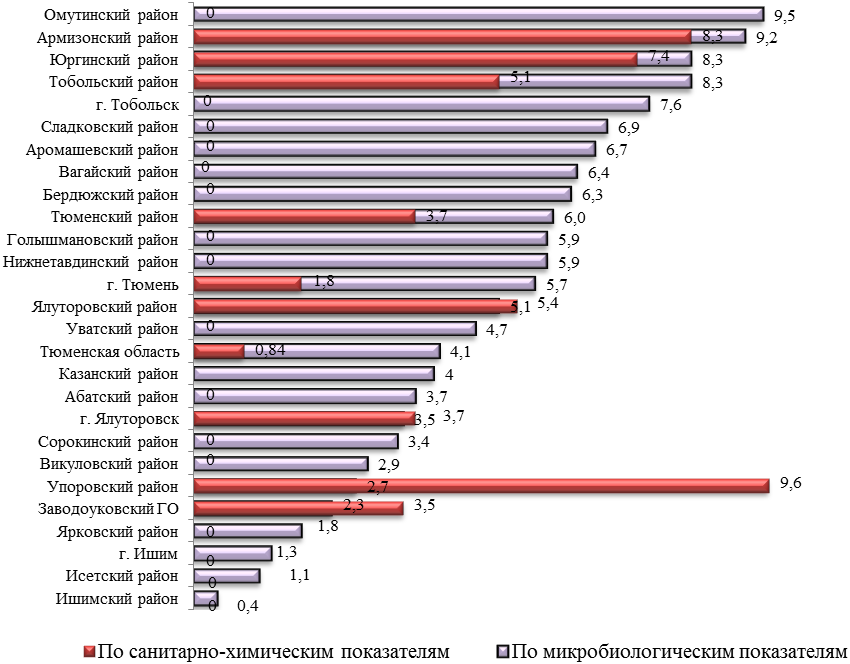 Омутинский район 0 9,5
Армизонский район 8,3 9,2
Юргинский район 7,4 8,3
Тобольский район 5,1 8,3
г. Тобольск 0 7,6
Сладковский район 0 6,9
Аромашевский район 0 6,7
Вагайский район 0 6,4
Бердюжский район 0 6,3
Тюменский район 3,7 6,0
Голышмановский район 0 5,9
Нижнетавдинский район 0 5,9
г. Тюмень 1,8 5,7
Ялуторовский район 5,1 5,4
Уватский район 0 4,7
Тюменская область 0,84 4,1
Казанский район 4
Абатский район 0 3,7
г. Ялуторовск 3,5 3,7
Сорокинский район 0 3,4
Викуловский район 0 2,9
Упоровский район 2,7 9,6
Заводоуковский ГО 2,3 3,5
Ярковский район 0 1,8
г. Ишим 0 1,3
Исетский район 0 1,1
Ишимский район 0 0,4
По санитарно-химическим показателям По микробиологическим показателям